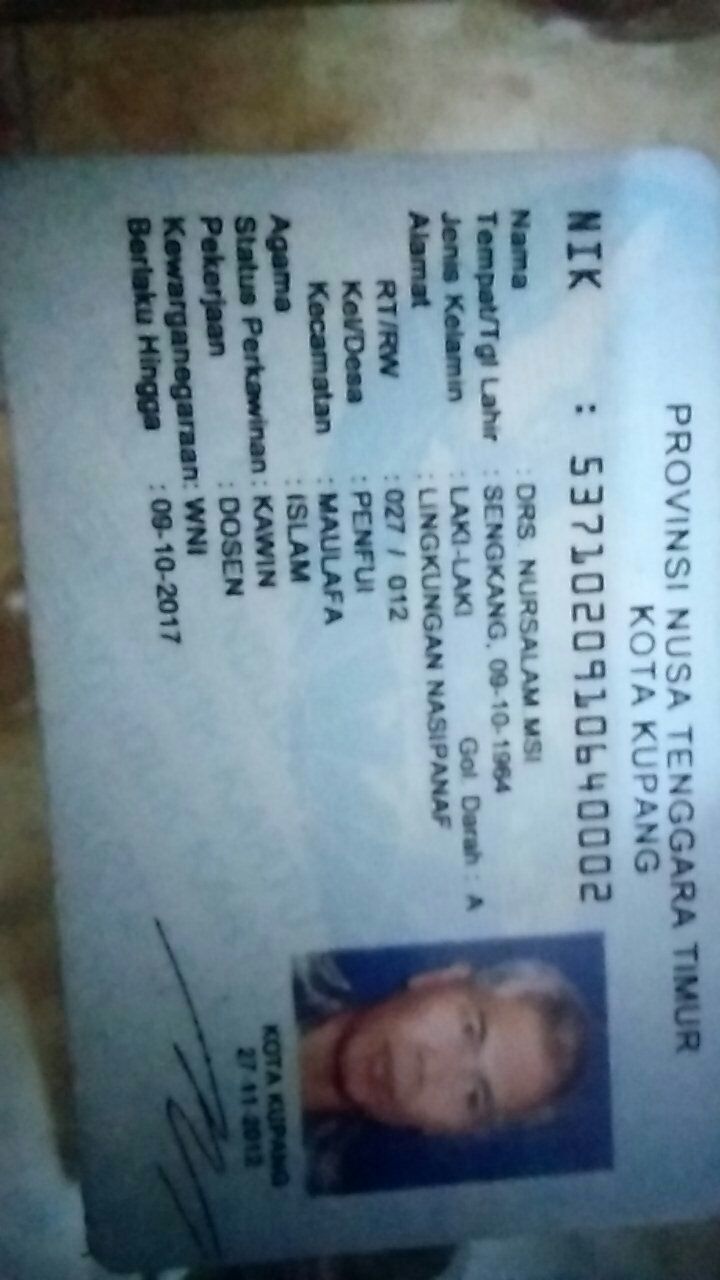 PROVINSI NUSA TENGGARA TIMUR
KOTA KUPANG
NIK : 5371020910640002
Nama : DRS. NURSALAM MSI
Tempat/Tgl Lahir : SENGKANG, 09-10-1964
Jenis Kelamin : LAKI-LAKI Gol. Darah : A
Alamat : LINGKUNGAN NASIPANAF
RT/RW : 027 / 012
Kel/Desa : PENFUI
Kecamatan : MAULAFA
Agama : ISLAM
Status Perkawinan : KAWIN
Pekerjaan : DOSEN
Kewarganegaraan: WNI
Berlaku Hingga : 09-10-2017
KOTA KUPANG
27-11-2012